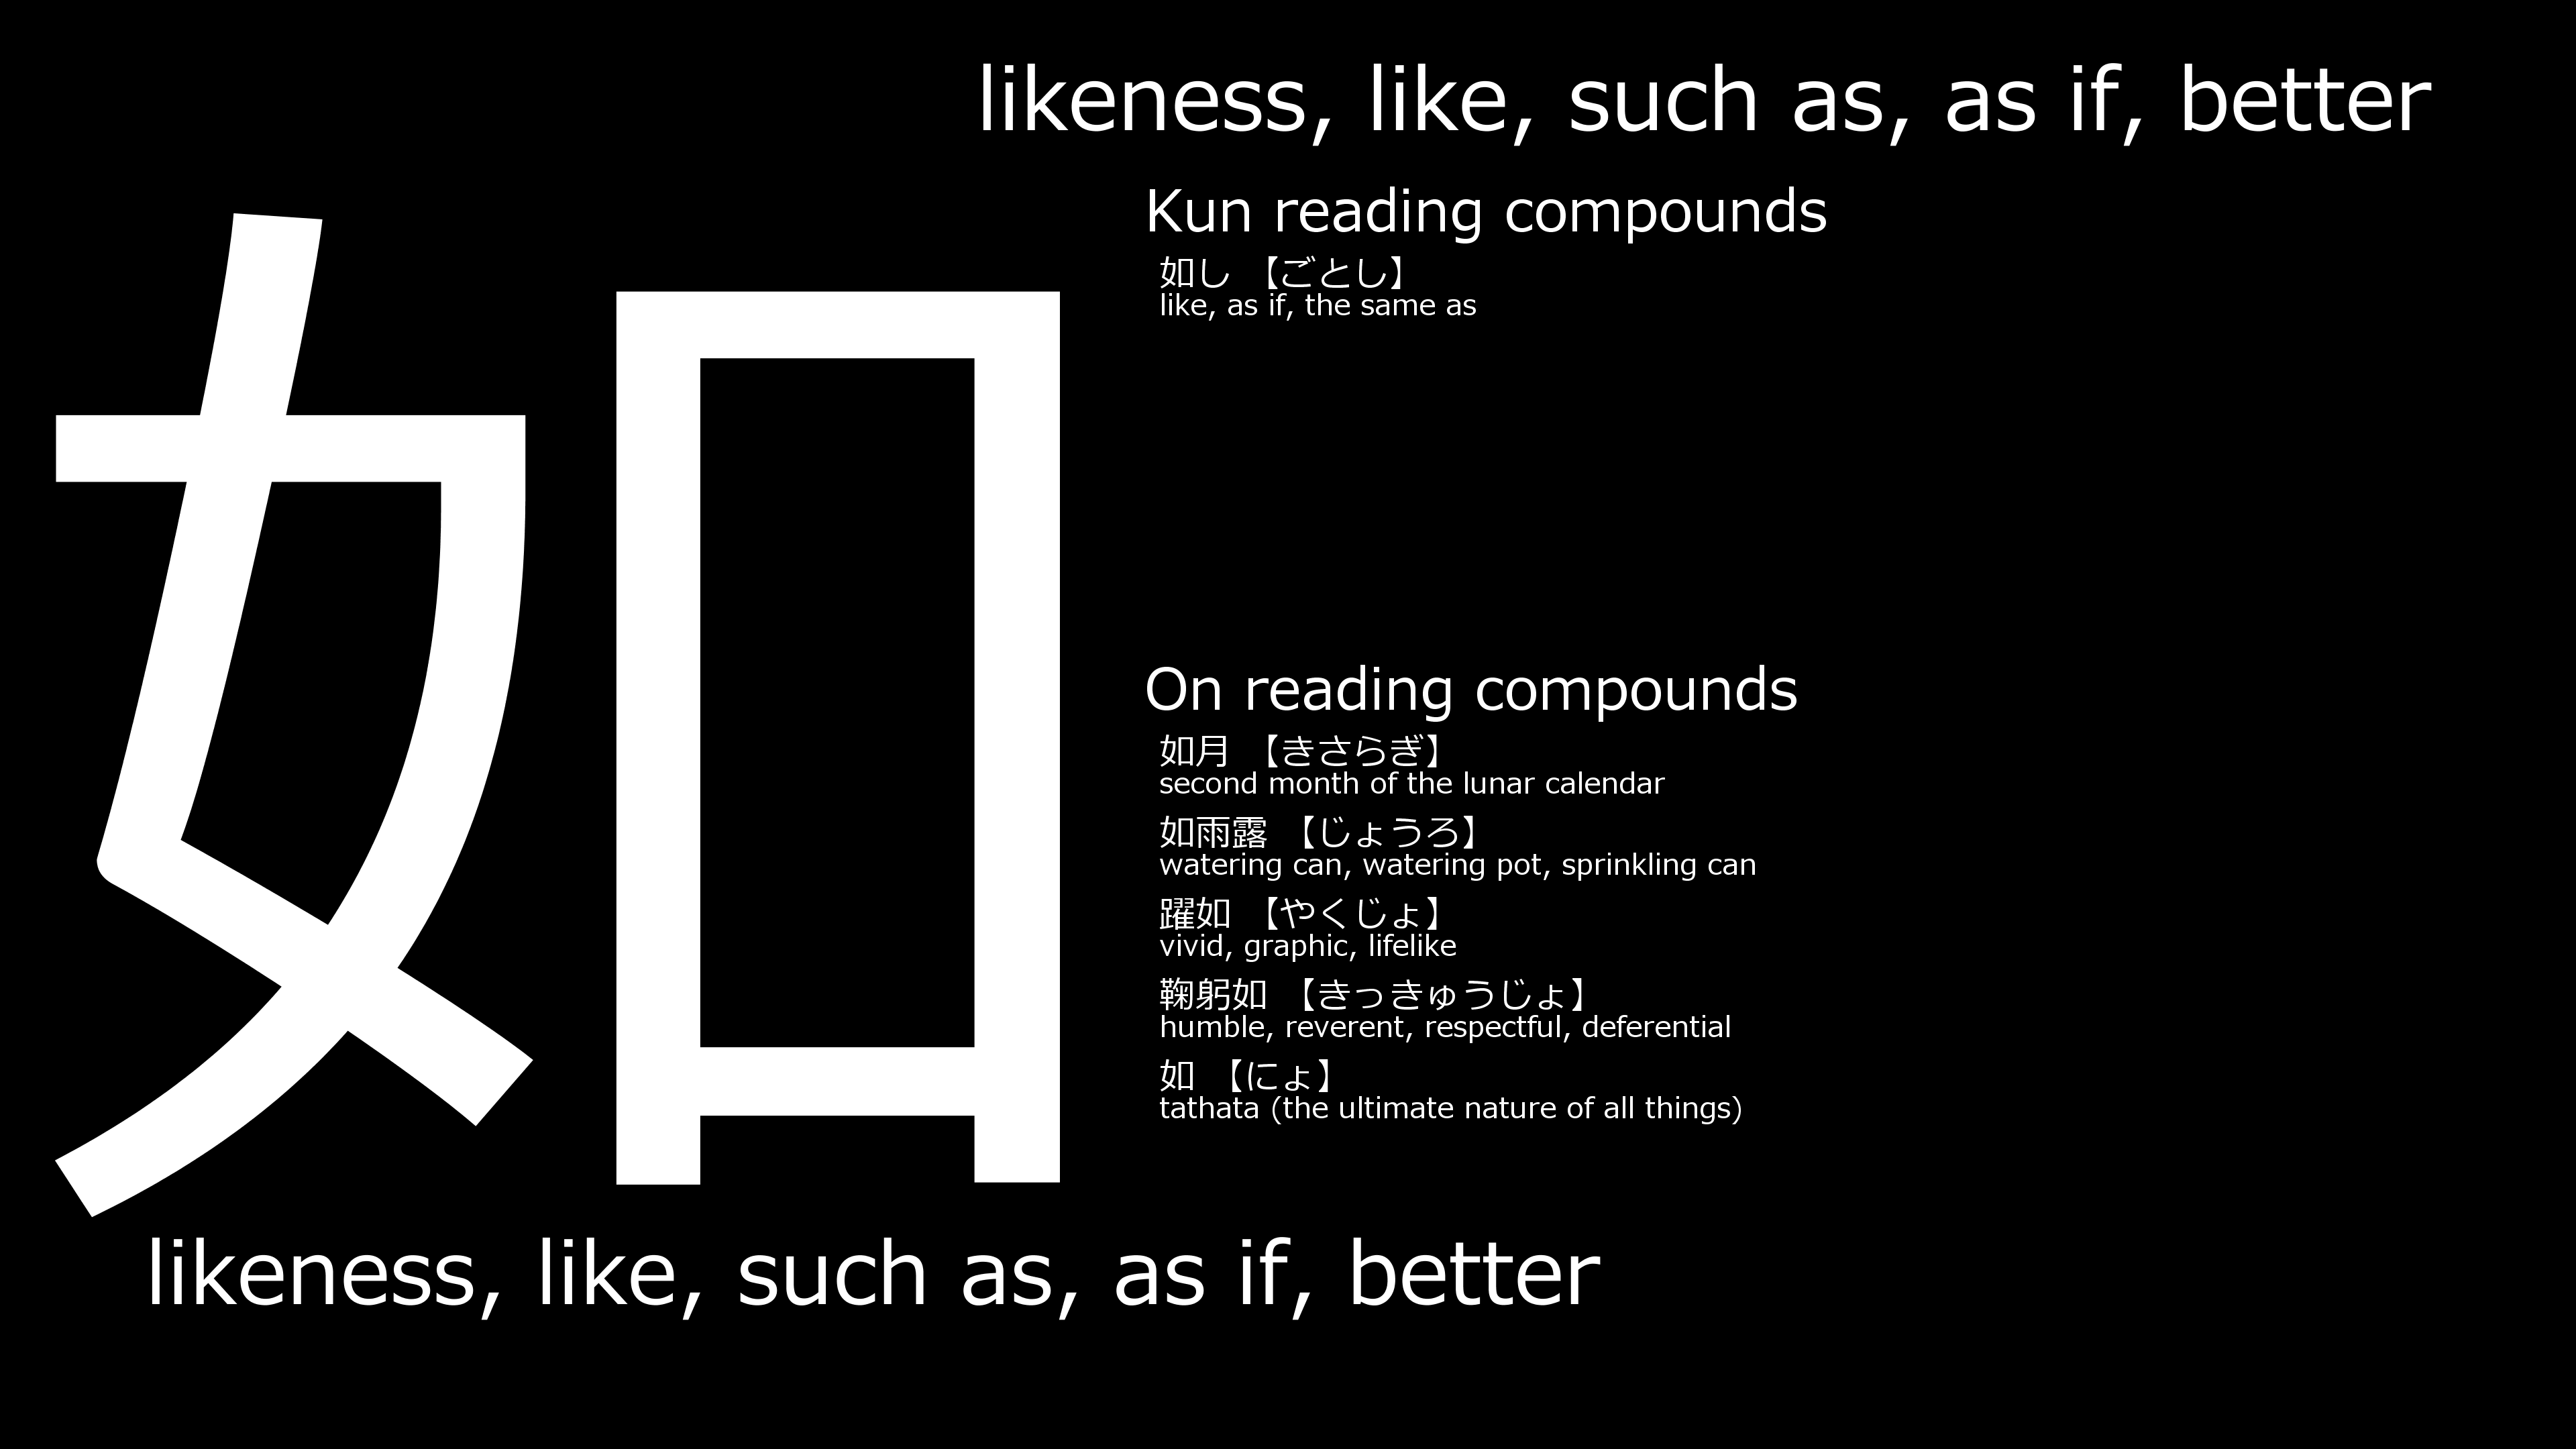 likeness, like, such as, as if, better
如
Kun reading compounds
如し 【ごとし】
like, as if, the same as
On reading compounds
如月 【きさらぎ】
second month of the lunar calendar
如雨露 【じょうろ】
watering can, watering pot, sprinkling can
躍如 【やくじょ】
vivid, graphic, lifelike
鞠躬如 【きっきゅうじょ】
humble, reverent, respectful, deferential
如 【にょ】
tathata (the ultimate nature of all things)
likeness, like, such as, as if, better